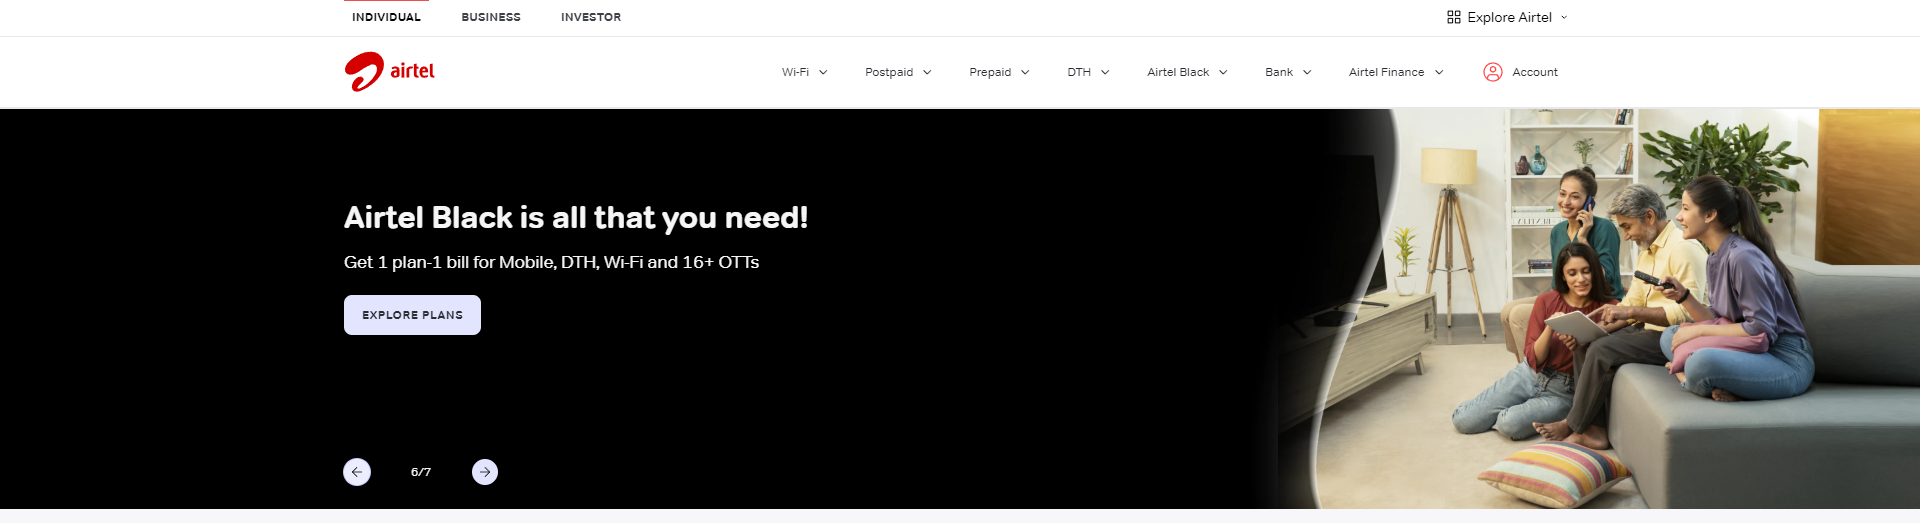 INDIVIDUAL BUSINESS INVESTOR Explore Airtel
airtel Wi-Fi Postpaid Prepaid DTH Airtel Black Bank Airtel Finance Account
Airtel Black is all that you need!
Get 1 plan-1 bill for Mobile, DTH, Wi-Fi and 16+ OTTs
EXPLORE PLANS
6/7